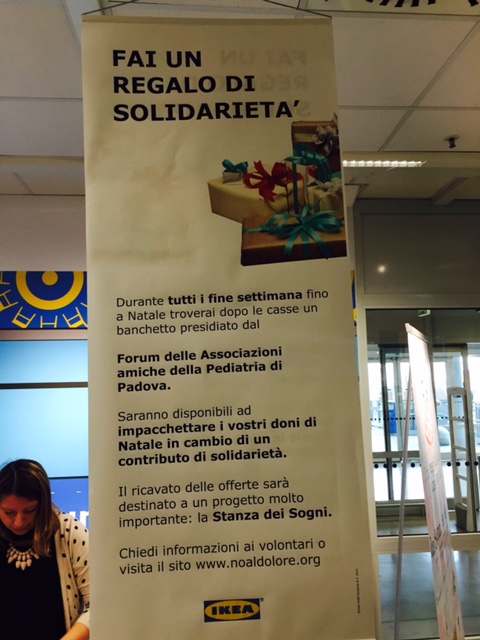 FAI UN
REGALO DI
SOLIDARIETA’
Durante tutti i fine settimana fino
a Natale troverai dopo le casse un
banchetto presidiato dal
Forum delle Associazioni
amiche della Pediatria di
Padova.
Saranno disponibili ad
impacchettare i vostri doni di
Natale in cambio di un
contributo di solidarietà.
Il ricavato delle offerte sarà
destinato a un progetto molto
importante: la Stanza dei Sogni.
Chiedi informazioni ai volontari o
visita il sito www.noaldolore.org
IKEA